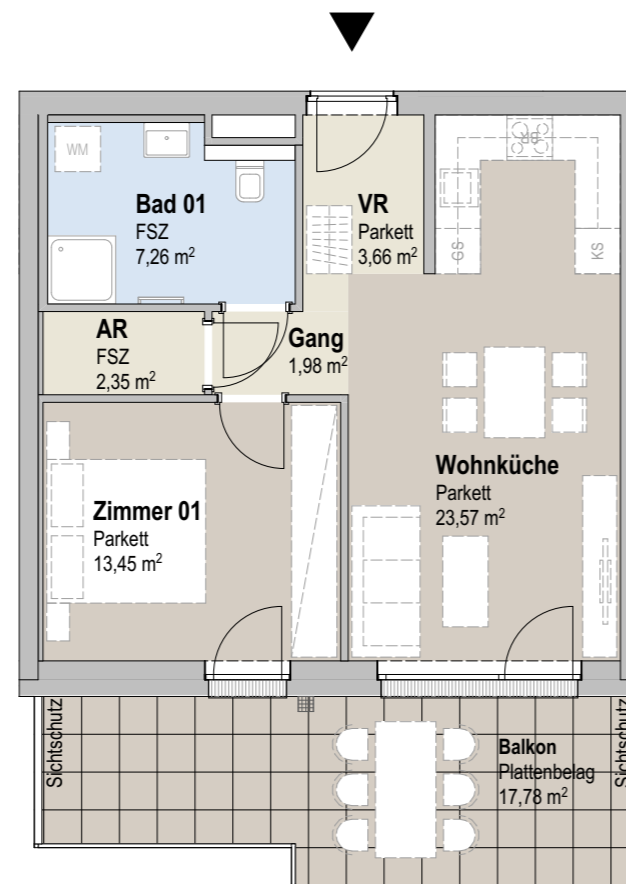 WM
Bad 01
FSZ
7,26 m²
VR
Parkett
3,66 m²
BR
GS
KS
AR
FSZ
2,35 m²
Gang
1,98 m²
Wohnküche
Parkett
23,57 m²
Zimmer 01
Parkett
13,45 m²
Sichtschutz
Balkon
Plattenbelag
17,78 m²
Sichtschutz